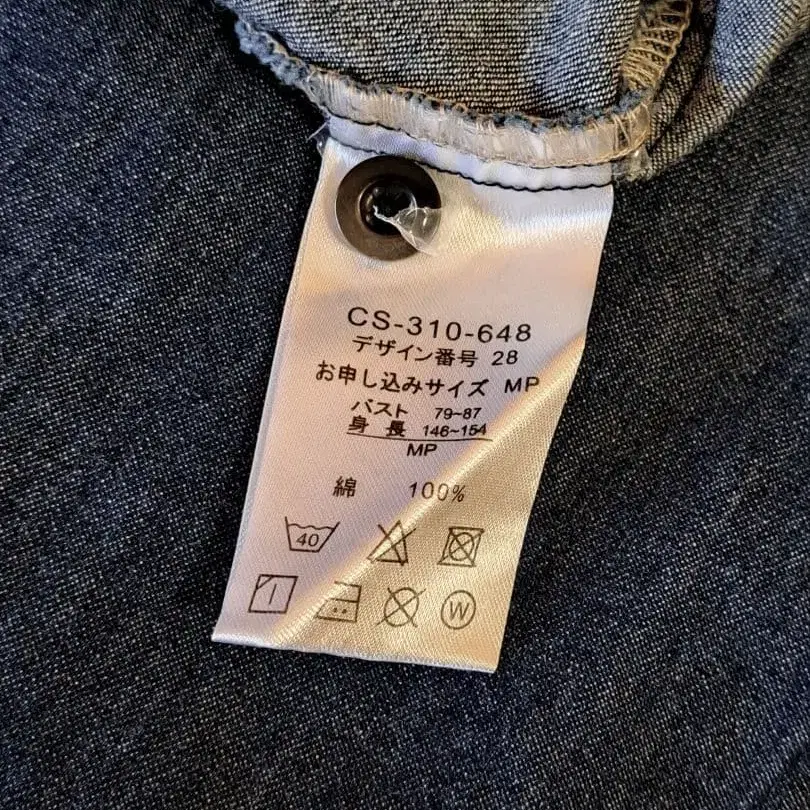 CS-310-648
デザイン番号 28
お申し込みサイズ MP
バスト 79~87
身長 146~154
MP
綿 100%
40
W